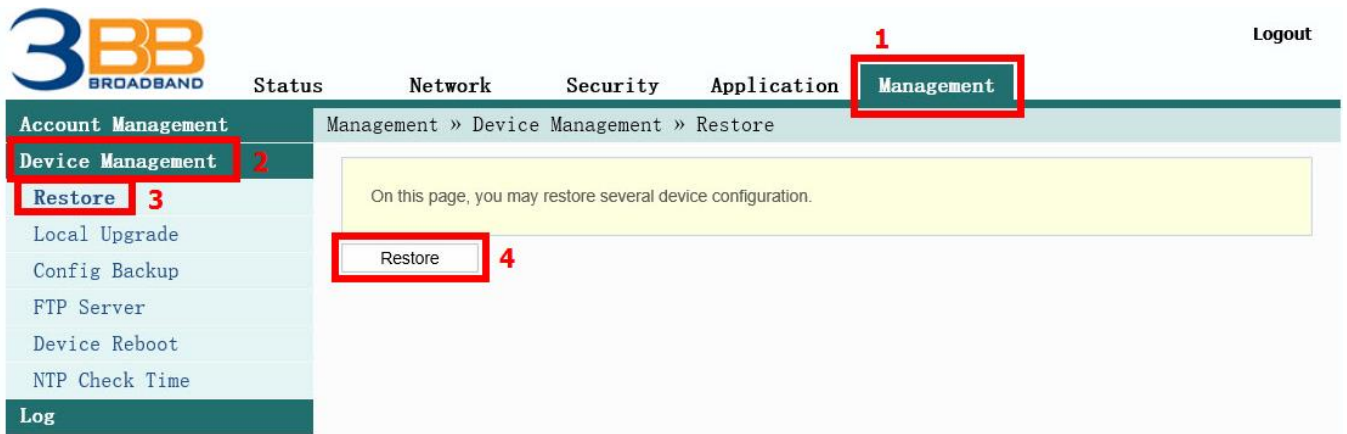 3BB
BROADBAND
Logout
1
Status Network Security Application Management
Account Management
Management » Device Management » Restore
Device Management 2
Restore 3
On this page, you may restore several device configuration.
Local Upgrade
Restore 4
Config Backup
FTP Server
Device Reboot
NTP Check Time
Log